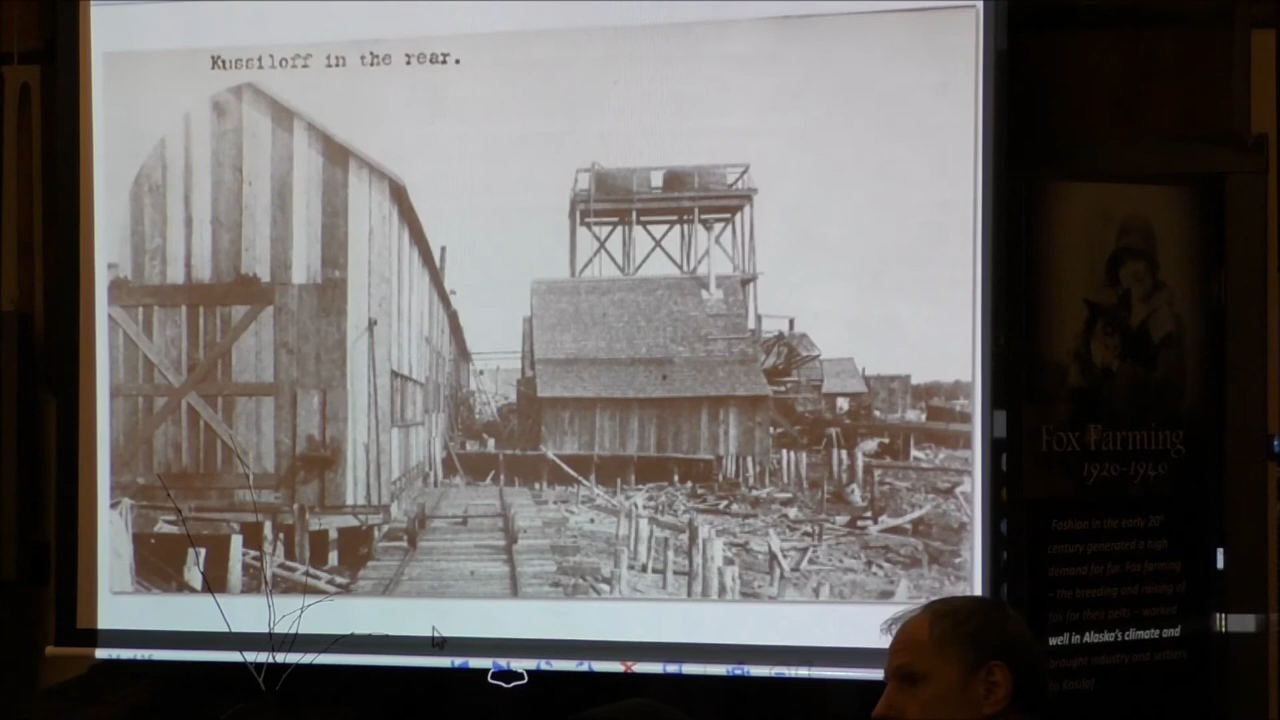 Kussiloff in the rear.
Fox Farming
1920-1940
Fashion in the early 20th
century generated a high
demand for fur. Fox farming
– the breeding and raising of
fox for their pelts – worked
well in Alaska's climate and
brought industry and settlers
to Kasilof